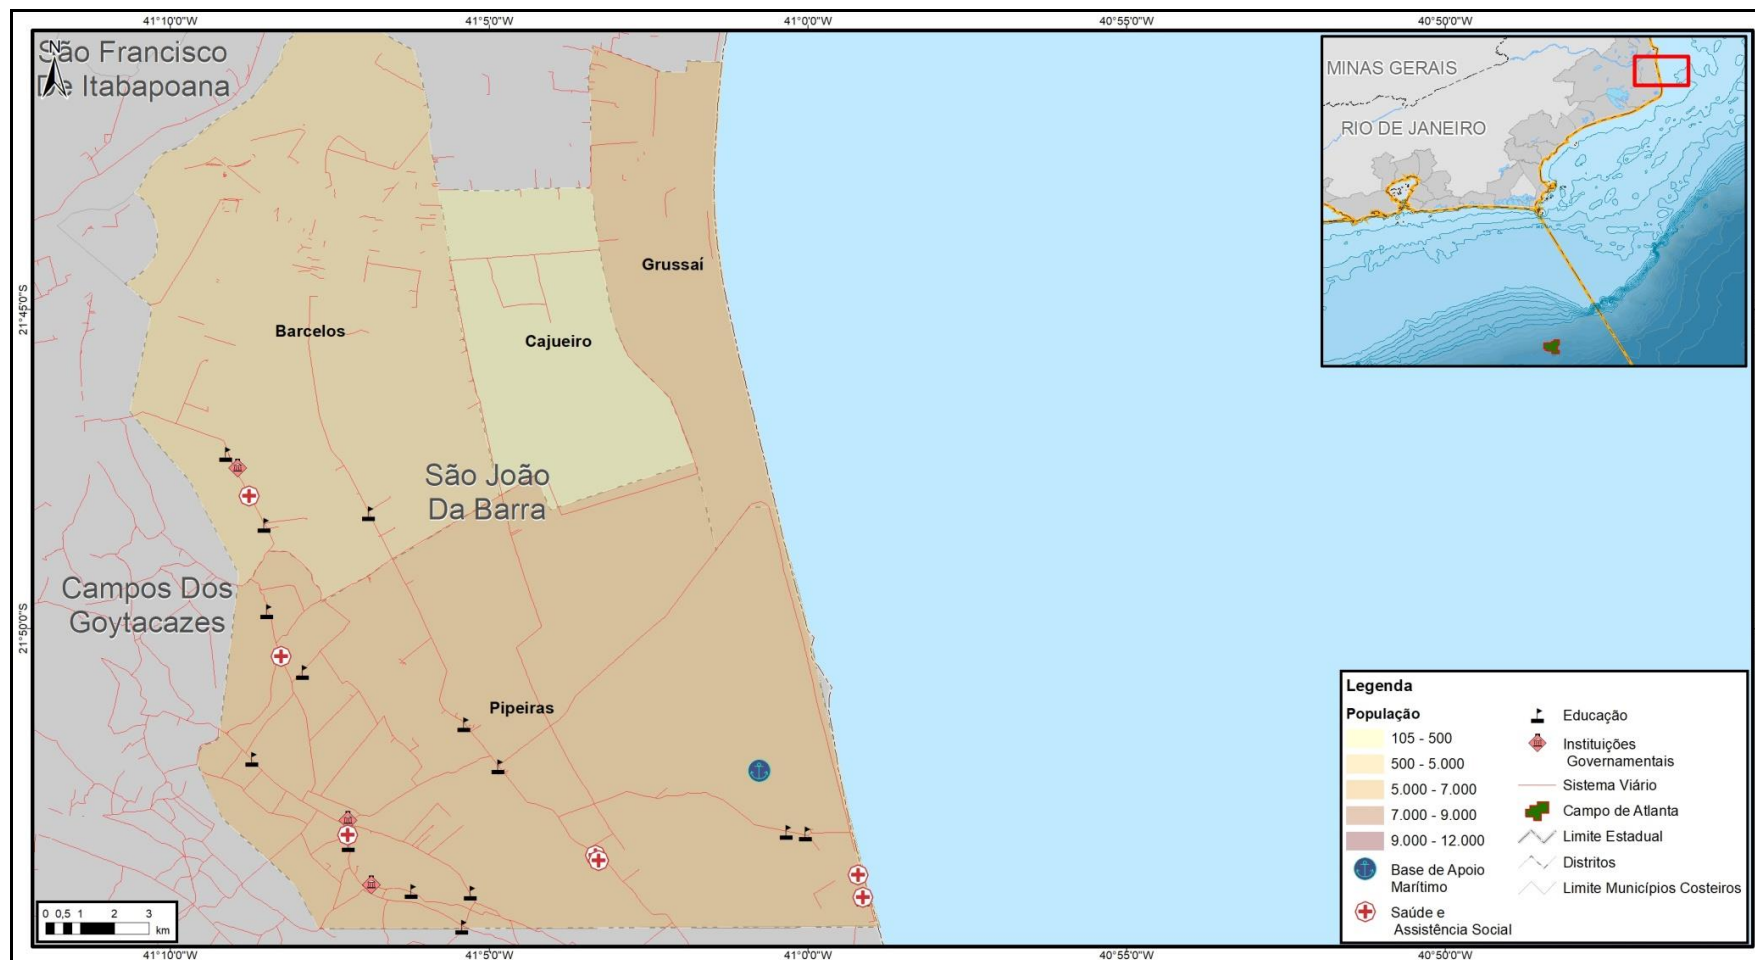 41°10'0"W
41°5'0"W
41°0'0"W
40°55'0"W
40°50'0"W
São Francisco
De Itabapoana
N
MINAS GERAIS
RIO DE JANEIRO
Grussaí
21°45'0"S
Barcelos
Cajueiro
São João
Da Barra
Campos Dos
Goytacazes
21°50'0"S
Pipeiras
Legenda
População
105 - 500
500 - 5.000
5.000 - 7.000
7.000 - 9.000
9.000 - 12.000
Base de Apoio
Marítimo
Saúde e
Assistência Social
Educação
Instituições
Governamentais
Sistema Viário
Campo de Atlanta
Limite Estadual
Distritos
Limite Municípios Costeiros
0 0,5 1 2 3
km
41°10'0"W
41°5'0"W
41°0'0"W
40°55'0"W
40°50'0"W